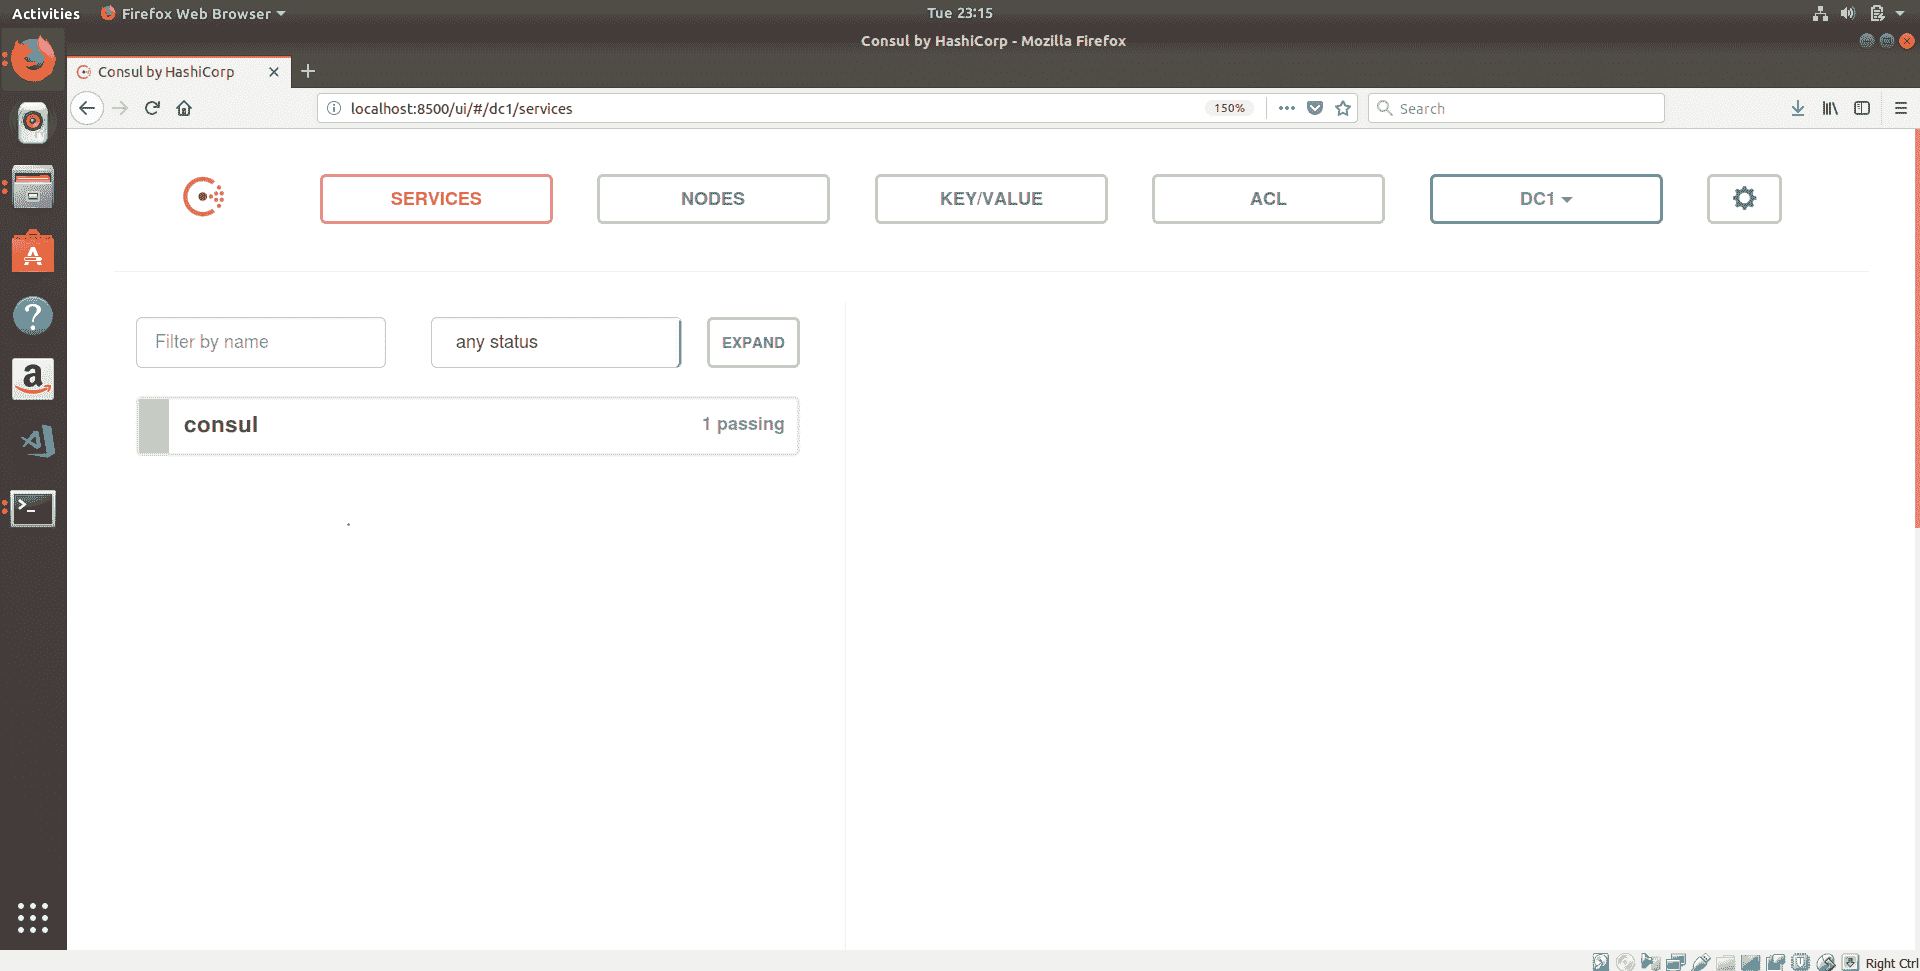 Activities Firefox Web Browser Tue 23:15
Consul by HashiCorp - Mozilla Firefox
Consul by HashiCorp
localhost:8500/ui/#/dc1/services 150% Search
SERVICES NODES KEY/VALUE ACL DC1
Filter by name any status EXPAND
consul 1 passing
Right Ctrl